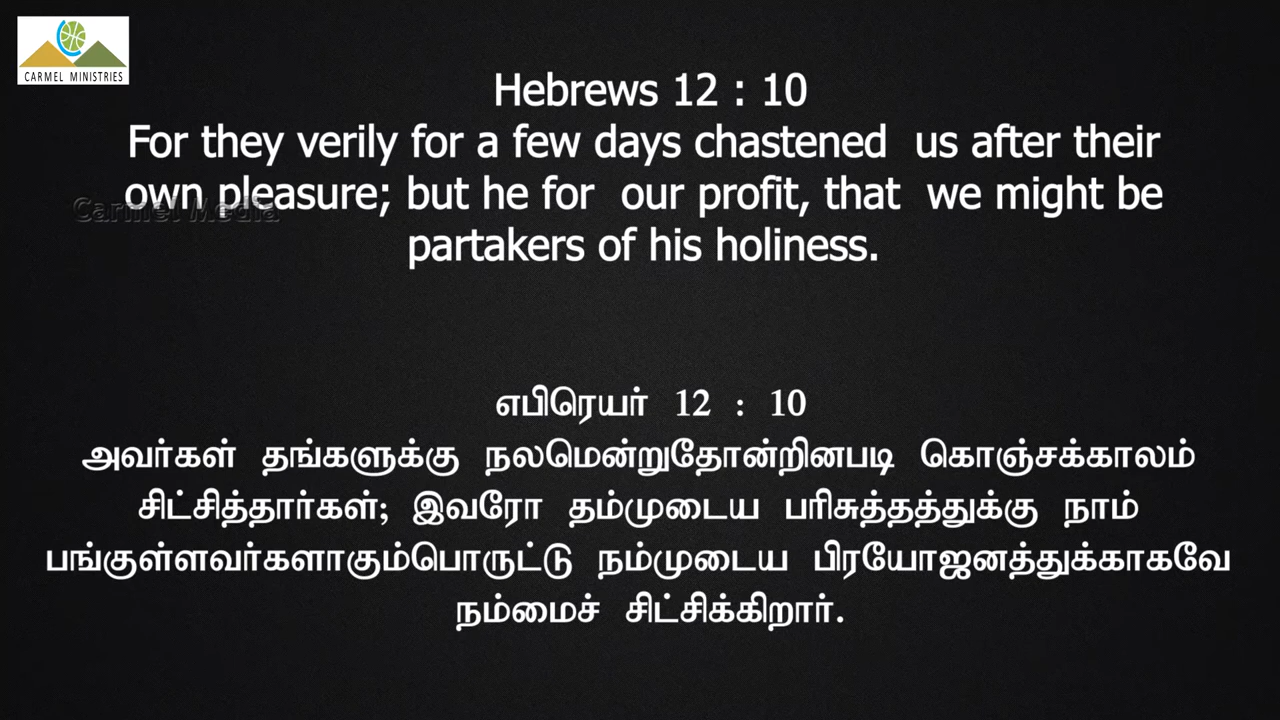 CARMEL MINISTRIES
Hebrews 12 : 10
For they verily for a few days chastened us after their
own pleasure; but he for our profit, that we might be
Carmel Media
partakers of his holiness.
எபிரெயர் 12 : 10
அவர்கள் தங்களுக்கு நலமென்றுதோன்றினபடி கொஞ்சக்காலம்
சிட்சித்தார்கள்; இவரோ தம்முடைய பரிசுத்தத்துக்கு நாம்
பங்குள்ளவர்களாகும்பொருட்டு நம்முடைய பிரயோஜனத்துக்காகவே
நம்மைச் சிட்சிக்கிறார்.